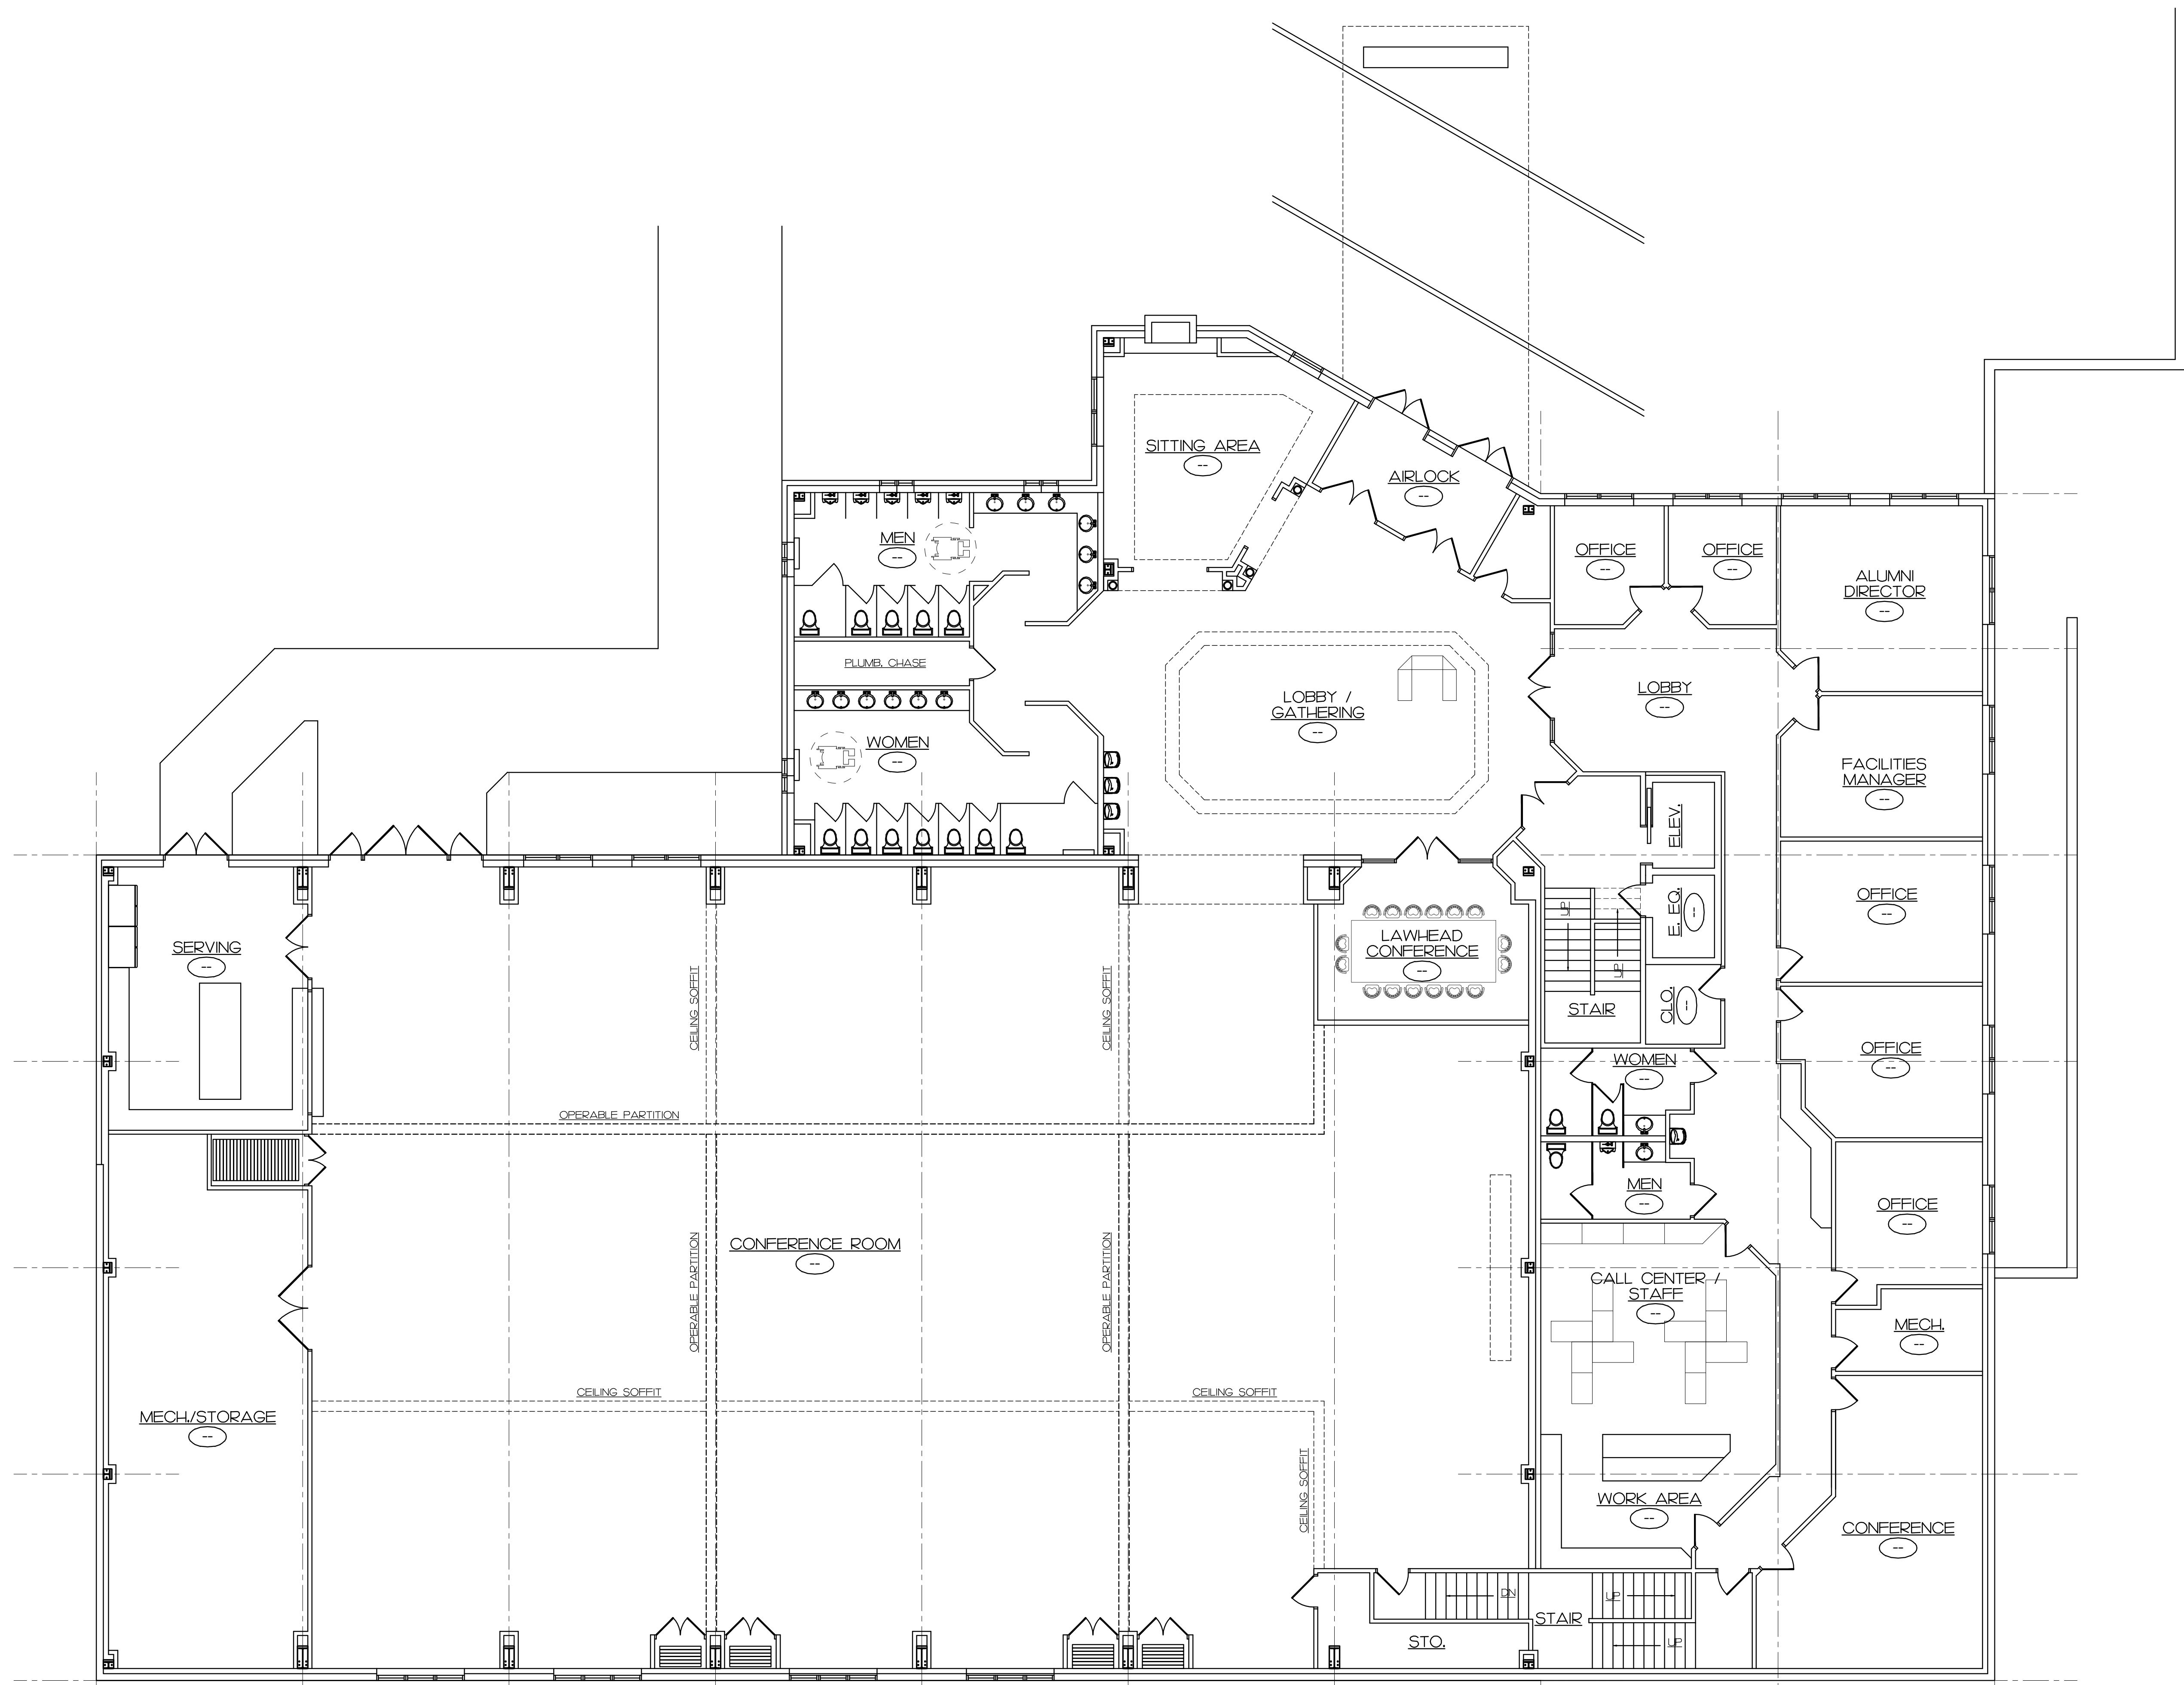 SITTING AREA
--
AIRLOCK
--
MEN
--
OFFICE
--
OFFICE
--
ALUMNI
DIRECTOR
--
PLUMB. CHASE
LOBBY /
GATHERING
--
LOBBY
--
WOMEN
--
FACILITIES
MANAGER
--
ELEV.
SERVING
--
CEILING SOFFIT
CEILING SOFFIT
LAWHEAD
CONFERENCE
--
UP
UP
E. EQ.
--
OFFICE
--
STAIR
CLO.
--
WOMEN
--
OFFICE
--
OPERABLE PARTITION
MEN
--
OFFICE
--
CONFERENCE ROOM
--
OPERABLE PARTITION
OPERABLE PARTITION
CALL CENTER /
STAFF
--
MECH.
--
CEILING SOFFIT
CEILING SOFFIT
MECH./STORAGE
--
CEILING SOFFIT
WORK AREA
--
CONFERENCE
--
DN
UP
STAIR
STO.
UP